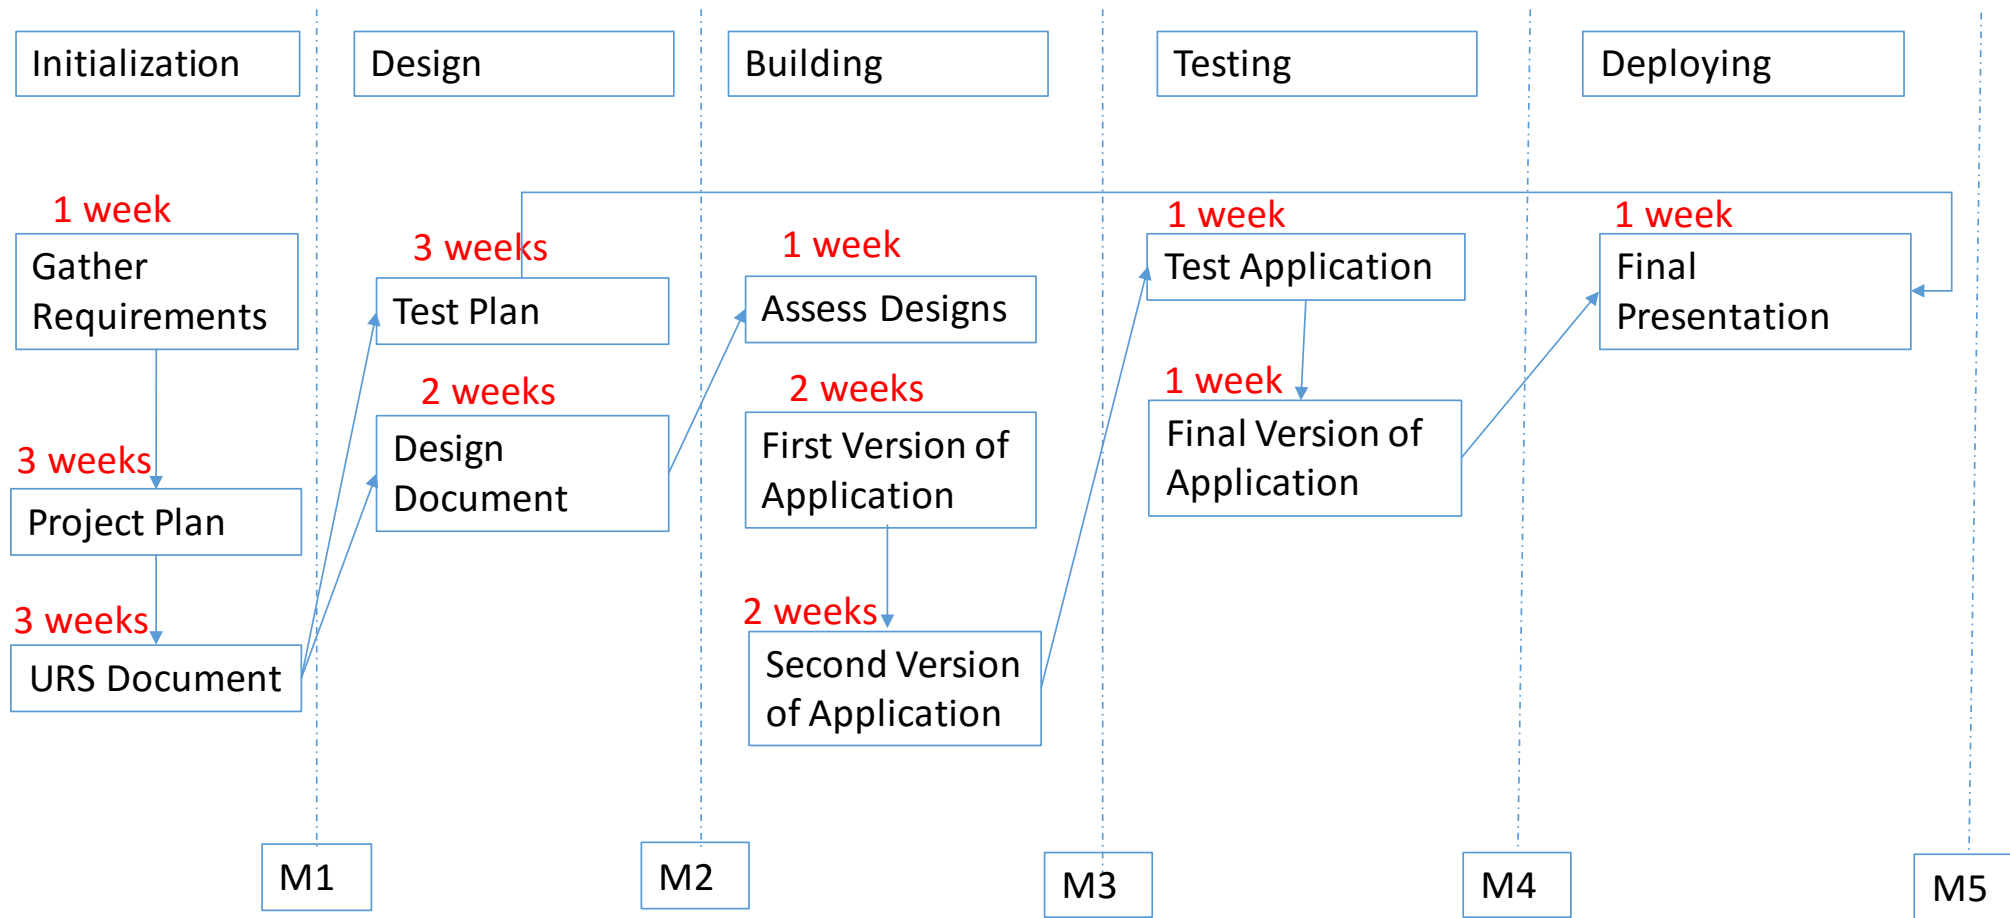 Initialization
Design
Building
Testing
Deploying
1 week
Gather
Requirements
3 weeks
Project Plan
3 weeks
URS Document
3 weeks
Test Plan
2 weeks
Design
Document
1 week
Assess Designs
2 weeks
First Version of
Application
2 weeks
Second Version
of Application
1 week
Test Application
1 week
Final Version of
Application
1 week
Final
Presentation
M1
M2
M3
M4
M5